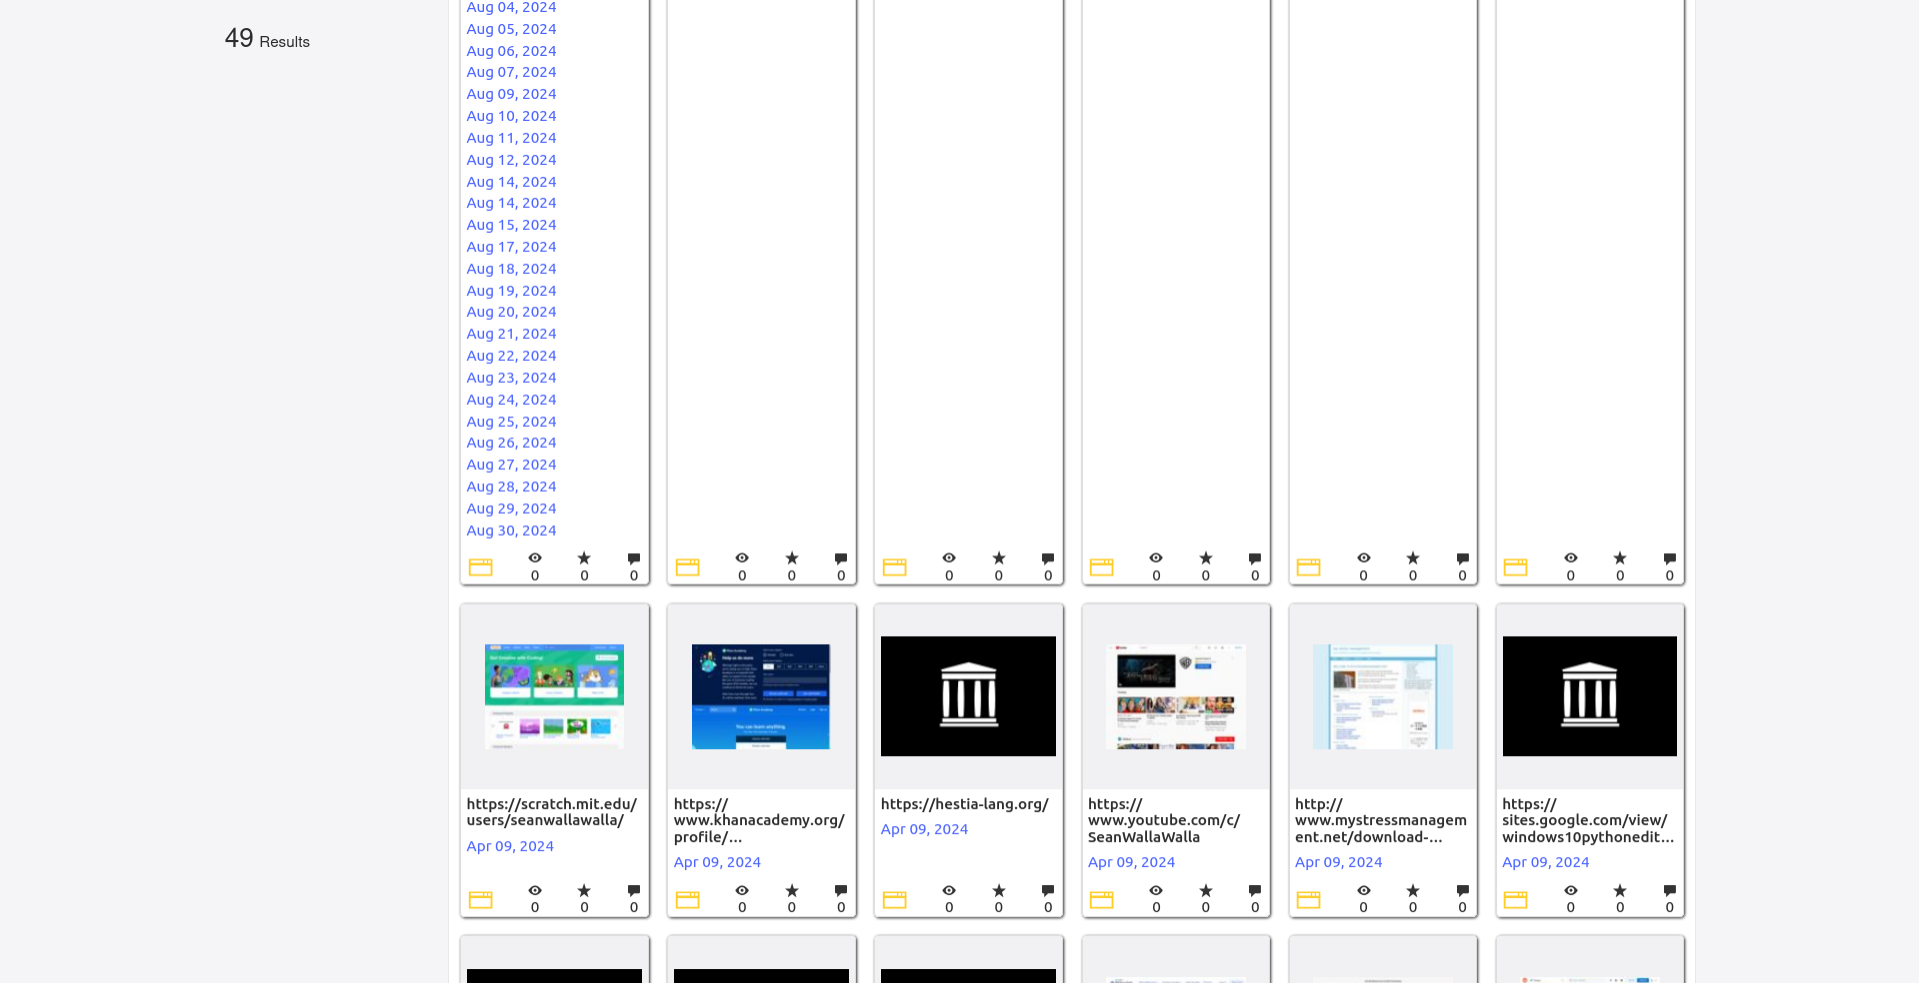 49 Results
Aug 04, 2024
Aug 05, 2024
Aug 06, 2024
Aug 07, 2024
Aug 09, 2024
Aug 10, 2024
Aug 11, 2024
Aug 12, 2024
Aug 14, 2024
Aug 14, 2024
Aug 15, 2024
Aug 17, 2024
Aug 18, 2024
Aug 19, 2024
Aug 20, 2024
Aug 21, 2024
Aug 22, 2024
Aug 23, 2024
Aug 24, 2024
Aug 25, 2024
Aug 26, 2024
Aug 27, 2024
Aug 28, 2024
Aug 29, 2024
Aug 30, 2024
0 0 0
0 0 0
0 0 0
0 0 0
0 0 0
0 0 0
https://scratch.mit.edu/
users/seanwallawalla/
Apr 09, 2024
0 0 0
https://
www.khanacademy.org/
profile/...
Apr 09, 2024
0 0 0
https://hestia-lang.org/
Apr 09, 2024
0 0 0
https://
www.youtube.com/c/
SeanWallaWalla
Apr 09, 2024
0 0 0
http://
www.mystressmanagem
ent.net/download-...
Apr 09, 2024
0 0 0
https://
sites.google.com/view/
windows10pythonedit...
Apr 09, 2024
0 0 0